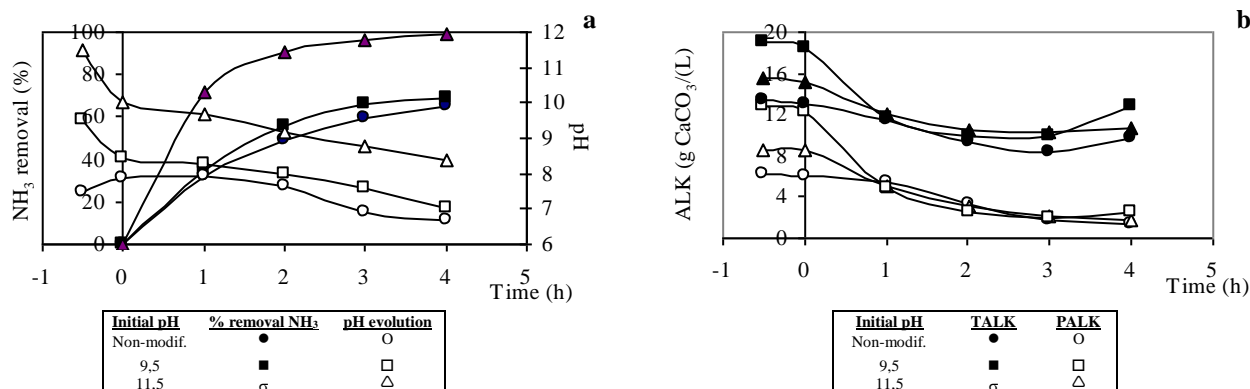 a
100
80
60
40
20
0
NH3 removal (%)
12
11
10
9
8
7
6
pH
-1 0 1 2 3 4 5
Time (h)
Initial pH % removal NH3 pH evolution
Non-modif. ● O
9,5 ■ □
11,5 σ △
b
20
16
12
8
4
0
ALK (g CaCO3/(L)
-1 0 1 2 3 4 5
Time (h)
Initial pH TALK PALK
Non-modif. ● O
9,5 ■ □
11,5 σ △